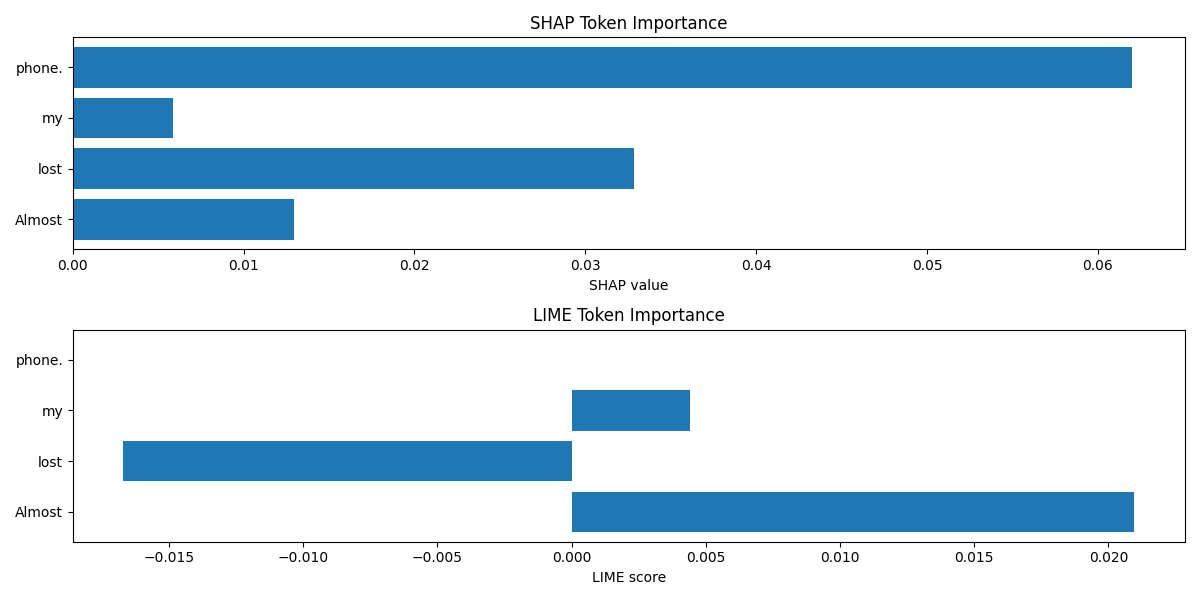 SHAP Token Importance
phone.
my
lost
Almost
0.00 0.01 0.02 0.03 0.04 0.05 0.06
SHAP value
LIME Token Importance
phone.
my
lost
Almost
−0.015 −0.010 −0.005 0.000 0.005 0.010 0.015 0.020
LIME score